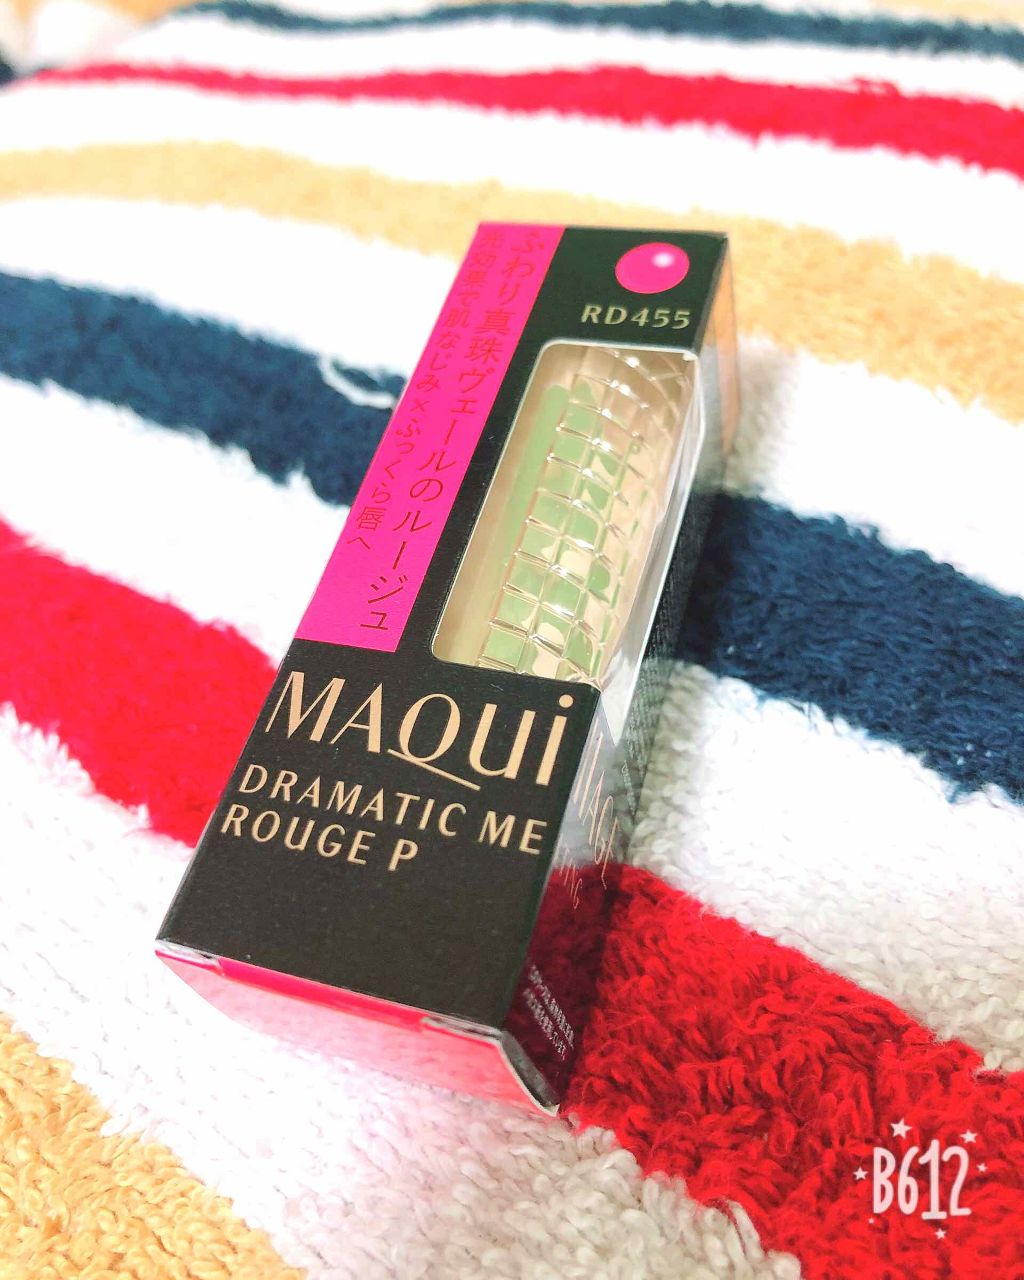 RD455
ふわり真珠ヴェールのルージュ
光効果で肌なじみ×ふっくら唇へ
MAQUi
DRAMATIC ME
ROUGE P
B612